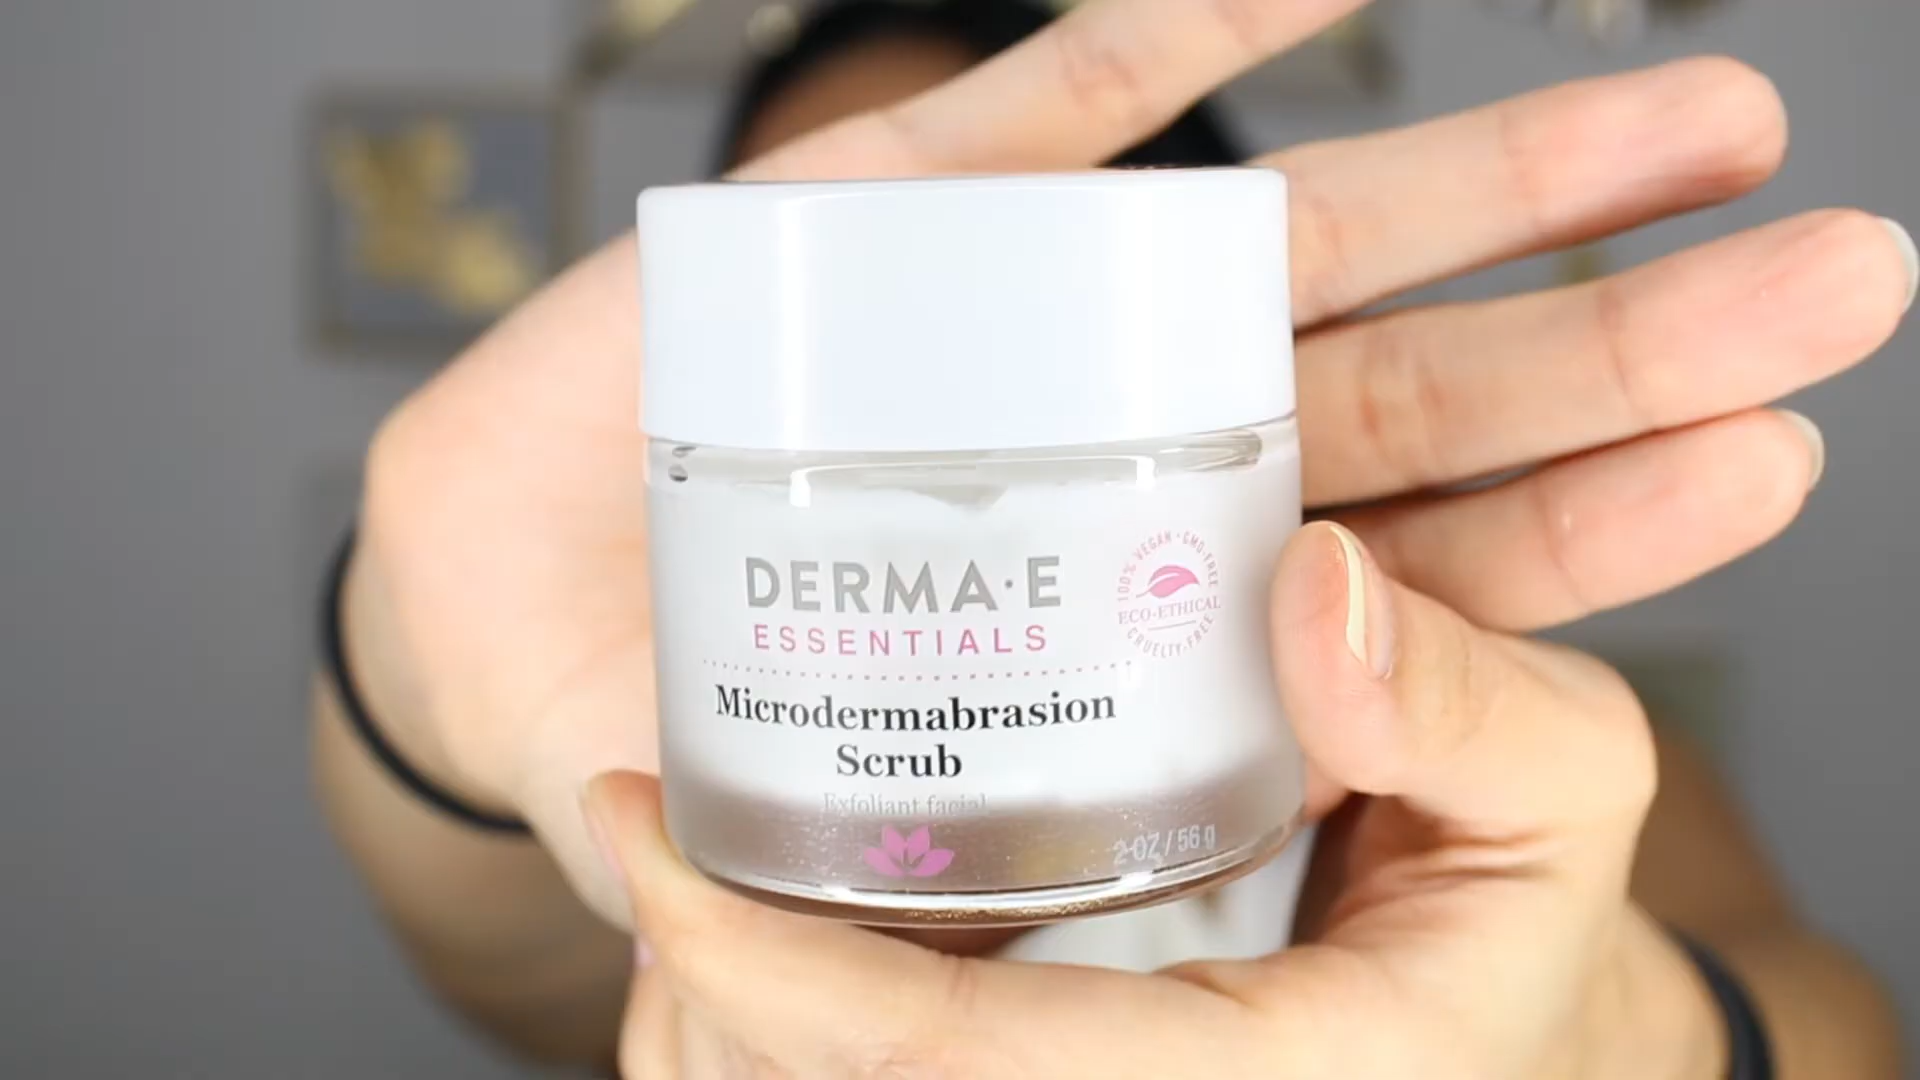 DERMA·E
ESSENTIALS
100% VEGAN · GMO-FREE
ECO-ETHICAL
CRUELTY-FREE
Microdermabrasion
Scrub
Exfoliant facial
2 OZ / 56 g